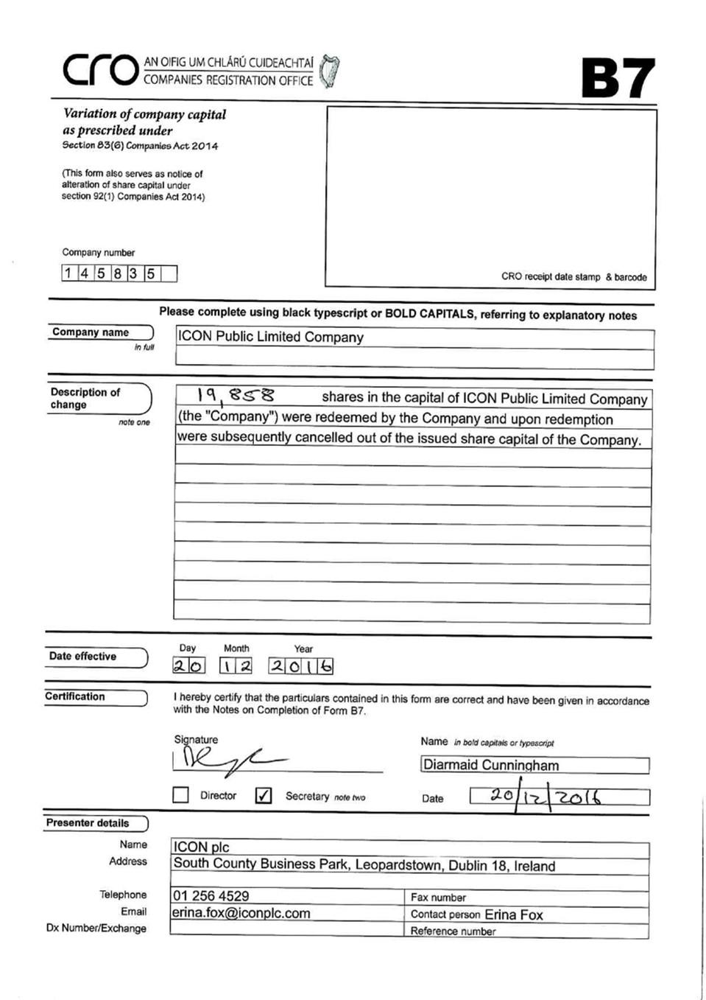 cro AN OIFIG UM CHLÁRÚ CUIDEACHTAÍ
COMPANIES REGISTRATION OFFICE
B7
Variation of company capital
as prescribed under
Section 83(6) Companies Act 2014
(This form also serves as notice of
alteration of share capital under
section 92(1) Companies Act 2014)
Company number
145835
CRO receipt date stamp & barcode
Please complete using black typescript or BOLD CAPITALS, referring to explanatory notes
Company name
in full
ICON Public Limited Company
Description of
change
note one
19,858 shares in the capital of ICON Public Limited Company
(the "Company") were redeemed by the Company and upon redemption
were subsequently cancelled out of the issued share capital of the Company.
Date effective
Day Month Year
20 12 2016
Certification
I hereby certify that the particulars contained in this form are correct and have been given in accordance
with the Notes on Completion of Form B7.
Signature
Name in bold capitals or typescript
Diarmaid Cunningham
Director ✓ Secretary note two
Date 20/12/2016
Presenter details
Name ICON plc
Address South County Business Park, Leopardstown, Dublin 18, Ireland
Telephone 01 256 4529 Fax number
Email erina.fox@iconplc.com Contact person Erina Fox
Dx Number/Exchange Reference number